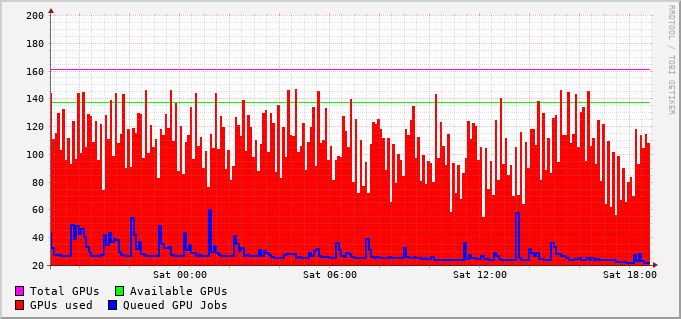 200
180
160
140
120
100
80
60
40
20
Sat 00:00 Sat 06:00 Sat 12:00 Sat 18:00
Total GPUs Available GPUs
GPUs used Queued GPU Jobs
RRDTOOL / TOBI OETIKER